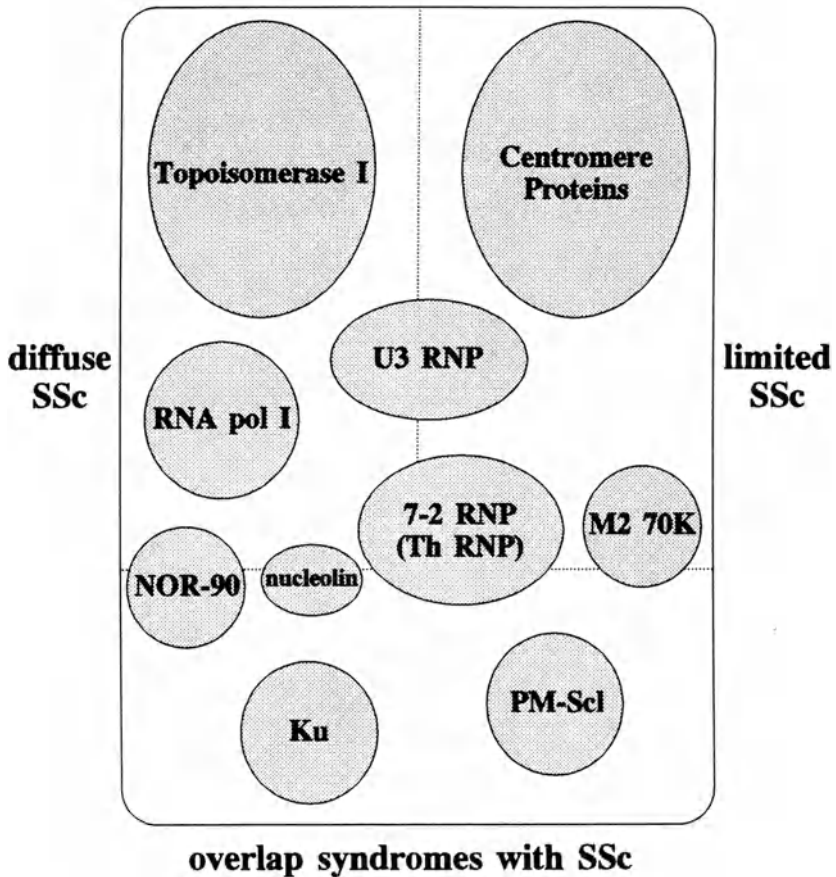 Topoisomerase I
Centromere
Proteins
U3 RNP
diffuse
SSc
limited
SSc
RNA pol I
7-2 RNP
(Th RNP)
M2 70K
NOR-90
nucleolin
Ku
PM-Scl
overlap syndromes with SSc